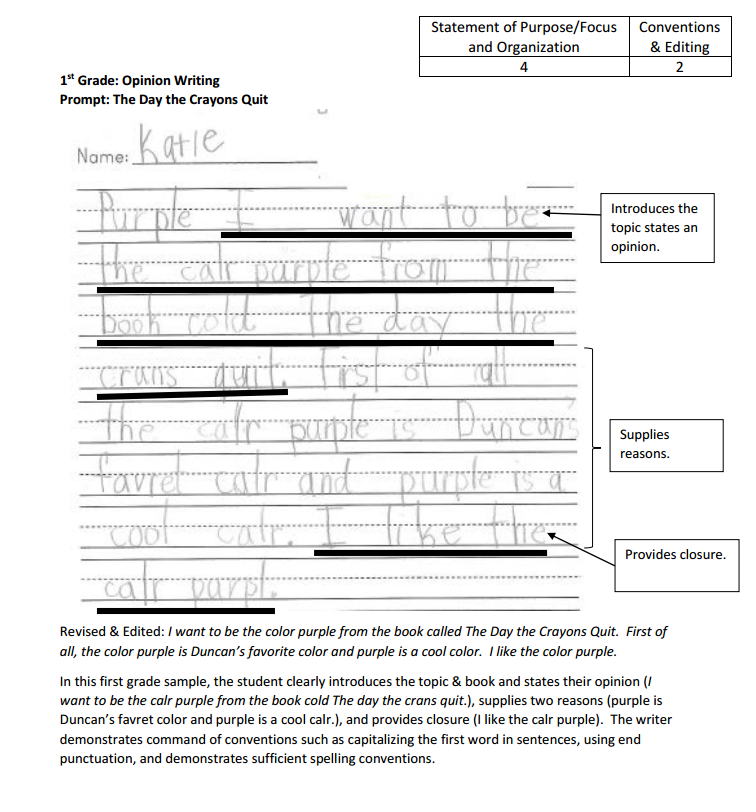 Statement of Purpose/Focus and Organization
Conventions & Editing
4
2
1st Grade: Opinion Writing
Prompt: The Day the Crayons Quit
Name: Katie
Purple I want to be
the calr purple from the
book cold The day the
crans quit. First of all
the calr purple is Duncan's
favret calr and purple is a
cool calr. I like the
calr purpl.
Introduces the
topic states an
opinion.
Supplies
reasons.
Provides closure.
Revised & Edited: I want to be the color purple from the book called The Day the Crayons Quit. First of
all, the color purple is Duncan's favorite color and purple is a cool color. I like the color purple.
In this first grade sample, the student clearly introduces the topic & book and states their opinion (I
want to be the calr purple from the book cold The day the crans quit.), supplies two reasons (purple is
Duncan's favret color and purple is a cool calr.), and provides closure (I like the calr purple). The writer
demonstrates command of conventions such as capitalizing the first word in sentences, using end
punctuation, and demonstrates sufficient spelling conventions.